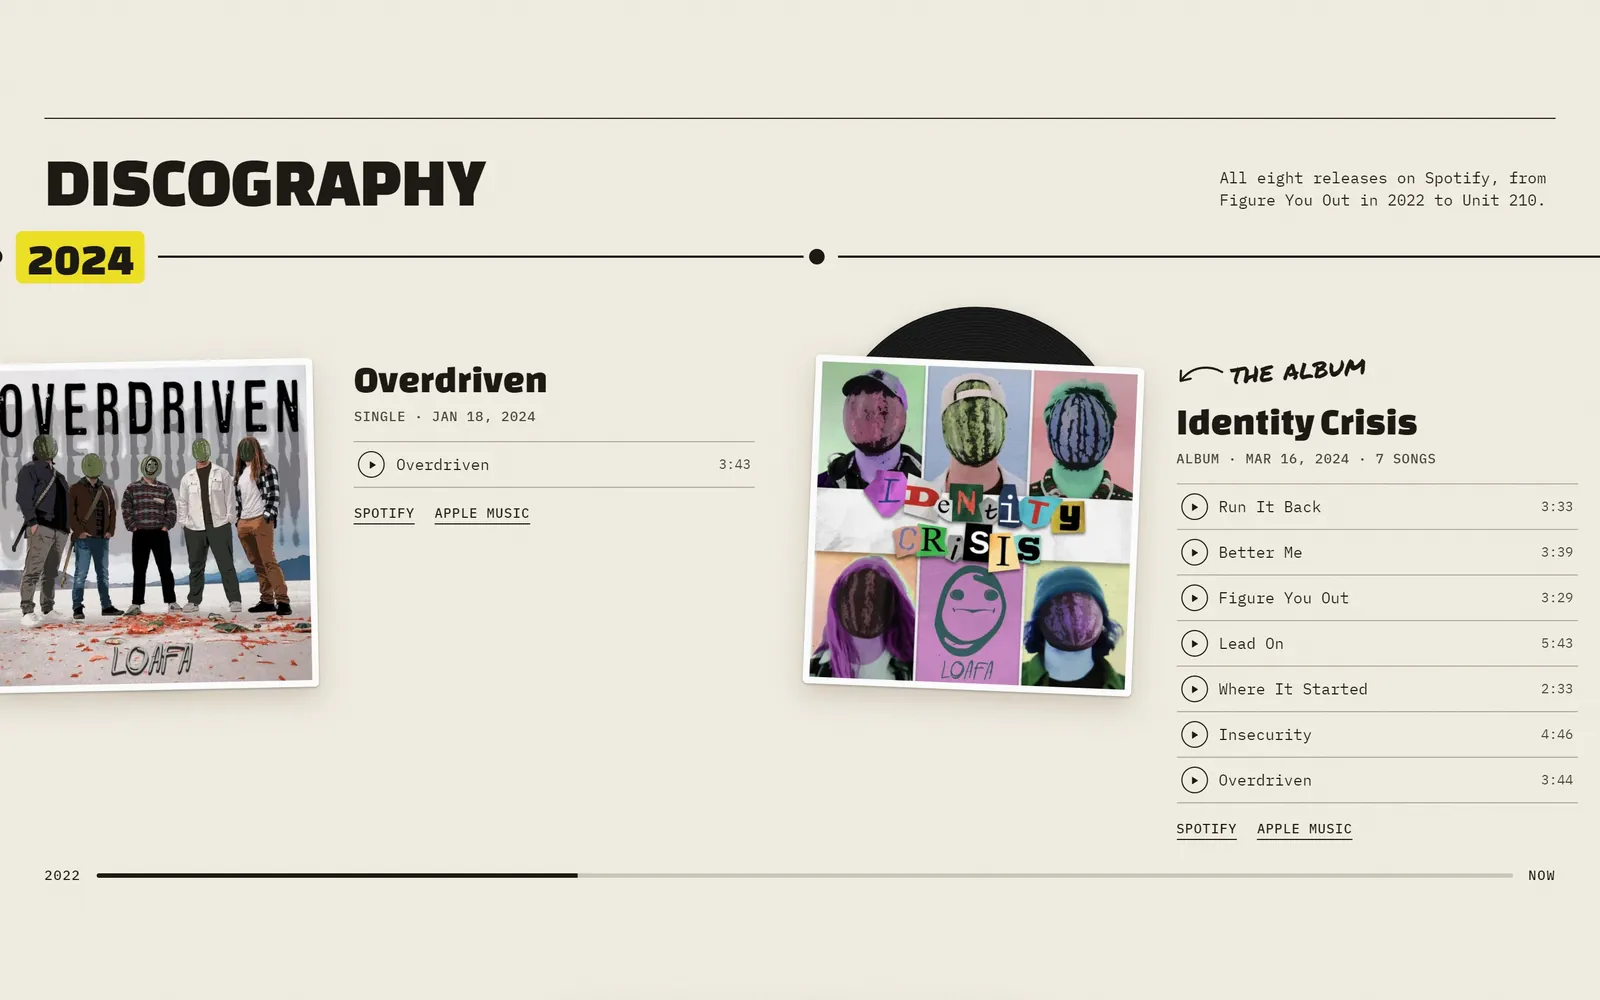 DISCOGRAPHY
All eight releases on Spotify, from
Figure You Out in 2022 to Unit 210.
2024
OVERDRIVEN
LOAFA
Overdriven
SINGLE · JAN 18, 2024
Overdriven 3:43
SPOTIFY APPLE MUSIC
IDeNtiTy
CRiSIS
LOAFA
THE ALBUM
Identity Crisis
ALBUM · MAR 16, 2024 · 7 SONGS
Run It Back 3:33
Better Me 3:39
Figure You Out 3:29
Lead On 5:43
Where It Started 2:33
Insecurity 4:46
Overdriven 3:44
SPOTIFY APPLE MUSIC
2022 NOW